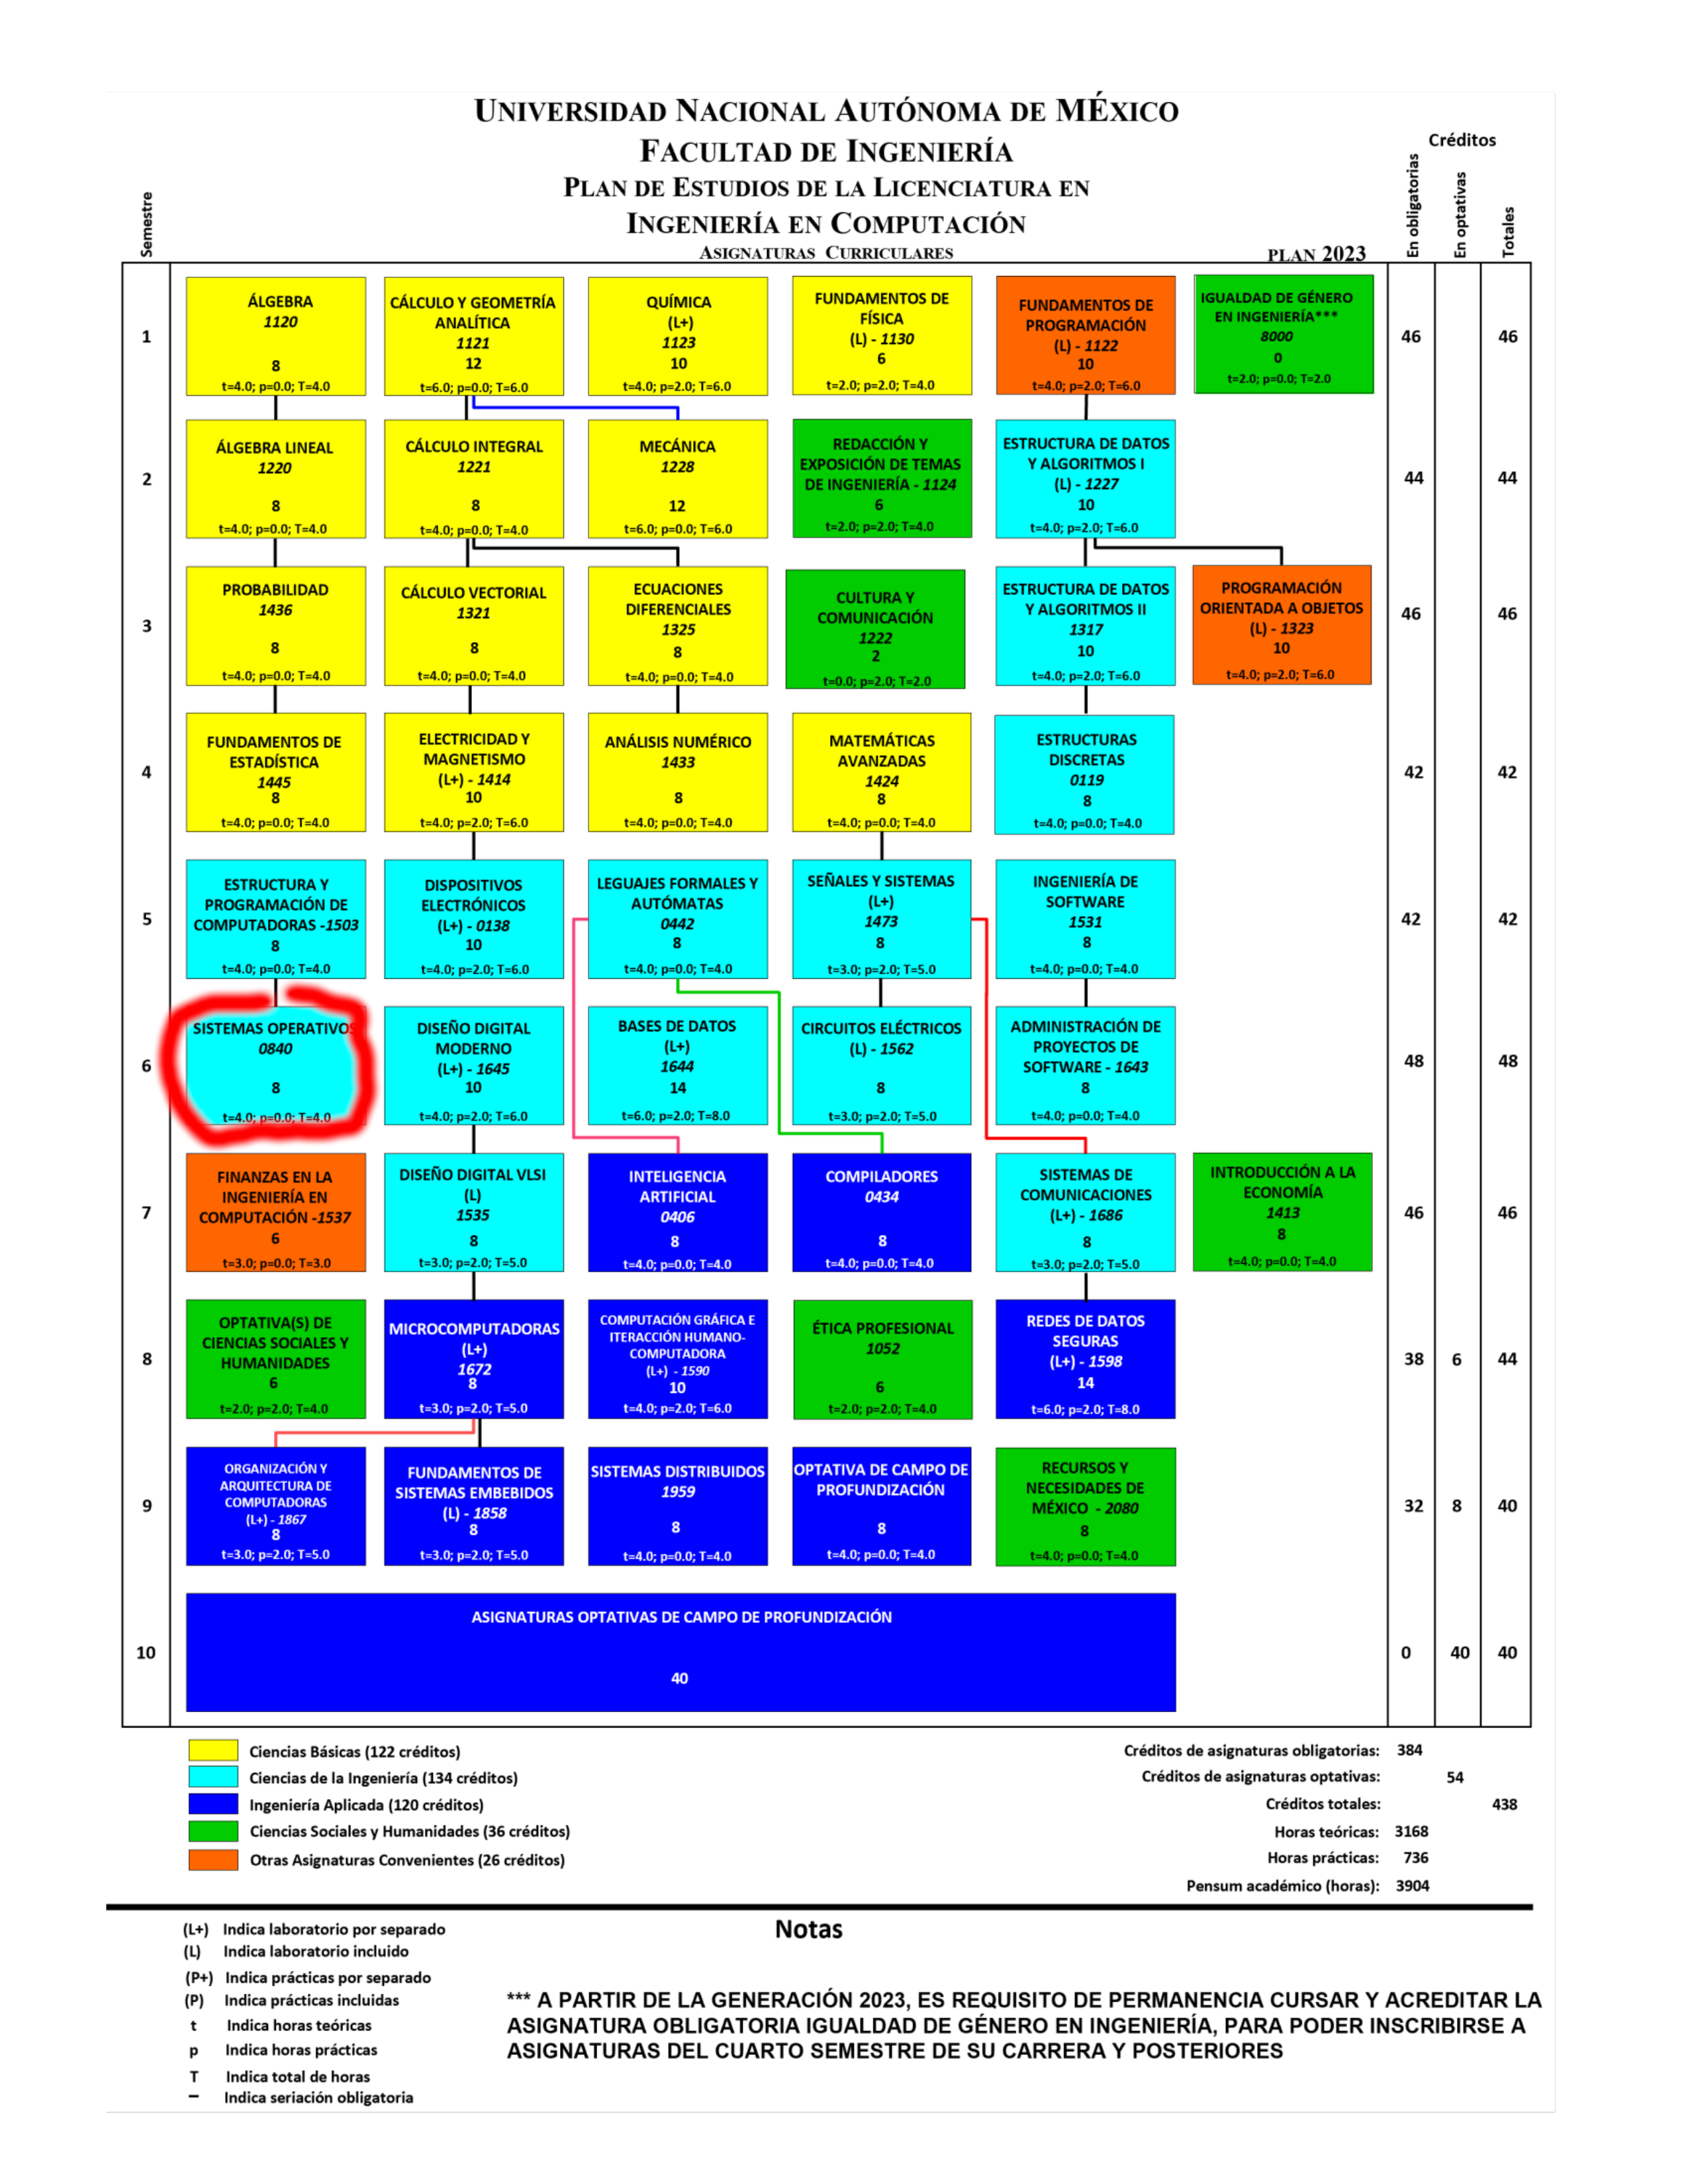 UNIVERSIDAD NACIONAL AUTÓNOMA DE MÉXICO
FACULTAD DE INGENIERÍA
PLAN DE ESTUDIOS DE LA LICENCIATURA EN
INGENIERÍA EN COMPUTACIÓN
ASIGNATURAS CURRICULARES
PLAN 2023
Semestre
Créditos
En obligatorias
En optativas
Totales
1
ÁLGEBRA
1120
8
t=4.0; p=0.0; T=4.0
CÁLCULO Y GEOMETRÍA
ANALÍTICA
1121
12
t=6.0; p=0.0; T=6.0
QUÍMICA
(L+)
1123
10
t=4.0; p=2.0; T=6.0
FUNDAMENTOS DE
FÍSICA
(L) - 1130
6
t=2.0; p=2.0; T=4.0
FUNDAMENTOS DE
PROGRAMACIÓN
(L) - 1122
10
t=4.0; p=2.0; T=6.0
IGUALDAD DE GÉNERO
EN INGENIERÍA***
8000
0
t=2.0; p=0.0; T=2.0
46
46
2
ÁLGEBRA LINEAL
1220
8
t=4.0; p=0.0; T=4.0
CÁLCULO INTEGRAL
1221
8
t=4.0; p=0.0; T=4.0
MECÁNICA
1228
12
t=6.0; p=0.0; T=6.0
REDACCIÓN Y
EXPOSICIÓN DE TEMAS
DE INGENIERÍA - 1124
6
t=2.0; p=2.0; T=4.0
ESTRUCTURA DE DATOS
Y ALGORITMOS I
(L) - 1227
10
t=4.0; p=2.0; T=6.0
44
44
3
PROBABILIDAD
1436
8
t=4.0; p=0.0; T=4.0
CÁLCULO VECTORIAL
1321
8
t=4.0; p=0.0; T=4.0
ECUACIONES
DIFERENCIALES
1325
8
t=4.0; p=0.0; T=4.0
CULTURA Y
COMUNICACIÓN
1222
2
t=0.0; p=2.0; T=2.0
ESTRUCTURA DE DATOS
Y ALGORITMOS II
1317
10
t=4.0; p=2.0; T=6.0
PROGRAMACIÓN
ORIENTADA A OBJETOS
(L) - 1323
10
t=4.0; p=2.0; T=6.0
46
46
4
FUNDAMENTOS DE
ESTADÍSTICA
1445
8
t=4.0; p=0.0; T=4.0
ELECTRICIDAD Y
MAGNETISMO
(L+) - 1414
10
t=4.0; p=2.0; T=6.0
ANÁLISIS NUMÉRICO
1433
8
t=4.0; p=0.0; T=4.0
MATEMÁTICAS
AVANZADAS
1424
8
t=4.0; p=0.0; T=4.0
ESTRUCTURAS
DISCRETAS
0119
8
t=4.0; p=0.0; T=4.0
42
42
5
ESTRUCTURA Y
PROGRAMACIÓN DE
COMPUTADORAS -1503
8
t=4.0; p=0.0; T=4.0
DISPOSITIVOS
ELECTRÓNICOS
(L+) - 0138
10
t=4.0; p=2.0; T=6.0
LEGUAJES FORMALES Y
AUTÓMATAS
0442
8
t=4.0; p=0.0; T=4.0
SEÑALES Y SISTEMAS
(L+)
1473
8
t=3.0; p=2.0; T=5.0
INGENIERÍA DE
SOFTWARE
1531
8
t=4.0; p=0.0; T=4.0
42
42
6
SISTEMAS OPERATIVOS
0840
8
t=4.0; p=0.0; T=4.0
DISEÑO DIGITAL
MODERNO
(L+) - 1645
10
t=4.0; p=2.0; T=6.0
BASES DE DATOS
(L+)
1644
14
t=6.0; p=2.0; T=8.0
CIRCUITOS ELÉCTRICOS
(L) - 1562
8
t=3.0; p=2.0; T=5.0
ADMINISTRACIÓN DE
PROYECTOS DE
SOFTWARE - 1643
8
t=4.0; p=0.0; T=4.0
48
48
7
FINANZAS EN LA
INGENIERÍA EN
COMPUTACIÓN -1537
6
t=3.0; p=0.0; T=3.0
DISEÑO DIGITAL VLSI
(L)
1535
8
t=3.0; p=2.0; T=5.0
INTELIGENCIA
ARTIFICIAL
0406
8
t=4.0; p=0.0; T=4.0
COMPILADORES
0434
8
t=4.0; p=0.0; T=4.0
SISTEMAS DE
COMUNICACIONES
(L+) - 1686
8
t=3.0; p=2.0; T=5.0
INTRODUCCIÓN A LA
ECONOMÍA
1413
8
t=4.0; p=0.0; T=4.0
46
46
8
OPTATIVA(S) DE
CIENCIAS SOCIALES Y
HUMANIDADES
6
t=2.0; p=2.0; T=4.0
MICROCOMPUTADORAS
(L+)
1672
8
t=3.0; p=2.0; T=5.0
COMPUTACIÓN GRÁFICA E
ITERACCIÓN HUMANO-
COMPUTADORA
(L+) - 1590
10
t=4.0; p=2.0; T=6.0
ÉTICA PROFESIONAL
1052
6
t=2.0; p=2.0; T=4.0
REDES DE DATOS
SEGURAS
(L+) - 1598
14
t=6.0; p=2.0; T=8.0
38
6
44
9
ORGANIZACIÓN Y
ARQUITECTURA DE
COMPUTADORAS
(L+) - 1867
8
t=3.0; p=2.0; T=5.0
FUNDAMENTOS DE
SISTEMAS EMBEBIDOS
(L) - 1858
8
t=3.0; p=2.0; T=5.0
SISTEMAS DISTRIBUIDOS
1959
8
t=4.0; p=0.0; T=4.0
OPTATIVA DE CAMPO DE
PROFUNDIZACIÓN
8
t=4.0; p=0.0; T=4.0
RECURSOS Y
NECESIDADES DE
MÉXICO - 2080
8
t=4.0; p=0.0; T=4.0
32
8
40
10
ASIGNATURAS OPTATIVAS DE CAMPO DE PROFUNDIZACIÓN
40
0
40
40
Ciencias Básicas (122 créditos)
Ciencias de la Ingeniería (134 créditos)
Ingeniería Aplicada (120 créditos)
Ciencias Sociales y Humanidades (36 créditos)
Otras Asignaturas Convenientes (26 créditos)
Créditos de asignaturas obligatorias: 384
Créditos de asignaturas optativas: 54
Créditos totales: 438
Horas teóricas: 3168
Horas prácticas: 736
Pensum académico (horas): 3904
(L+) Indica laboratorio por separado
(L) Indica laboratorio incluido
(P+) Indica prácticas por separado
(P) Indica prácticas incluidas
t Indica horas teóricas
p Indica horas prácticas
T Indica total de horas
– Indica seriación obligatoria
Notas
*** A PARTIR DE LA GENERACIÓN 2023, ES REQUISITO DE PERMANENCIA CURSAR Y ACREDITAR LA
ASIGNATURA OBLIGATORIA IGUALDAD DE GÉNERO EN INGENIERÍA, PARA PODER INSCRIBIRSE A
ASIGNATURAS DEL CUARTO SEMESTRE DE SU CARRERA Y POSTERIORES